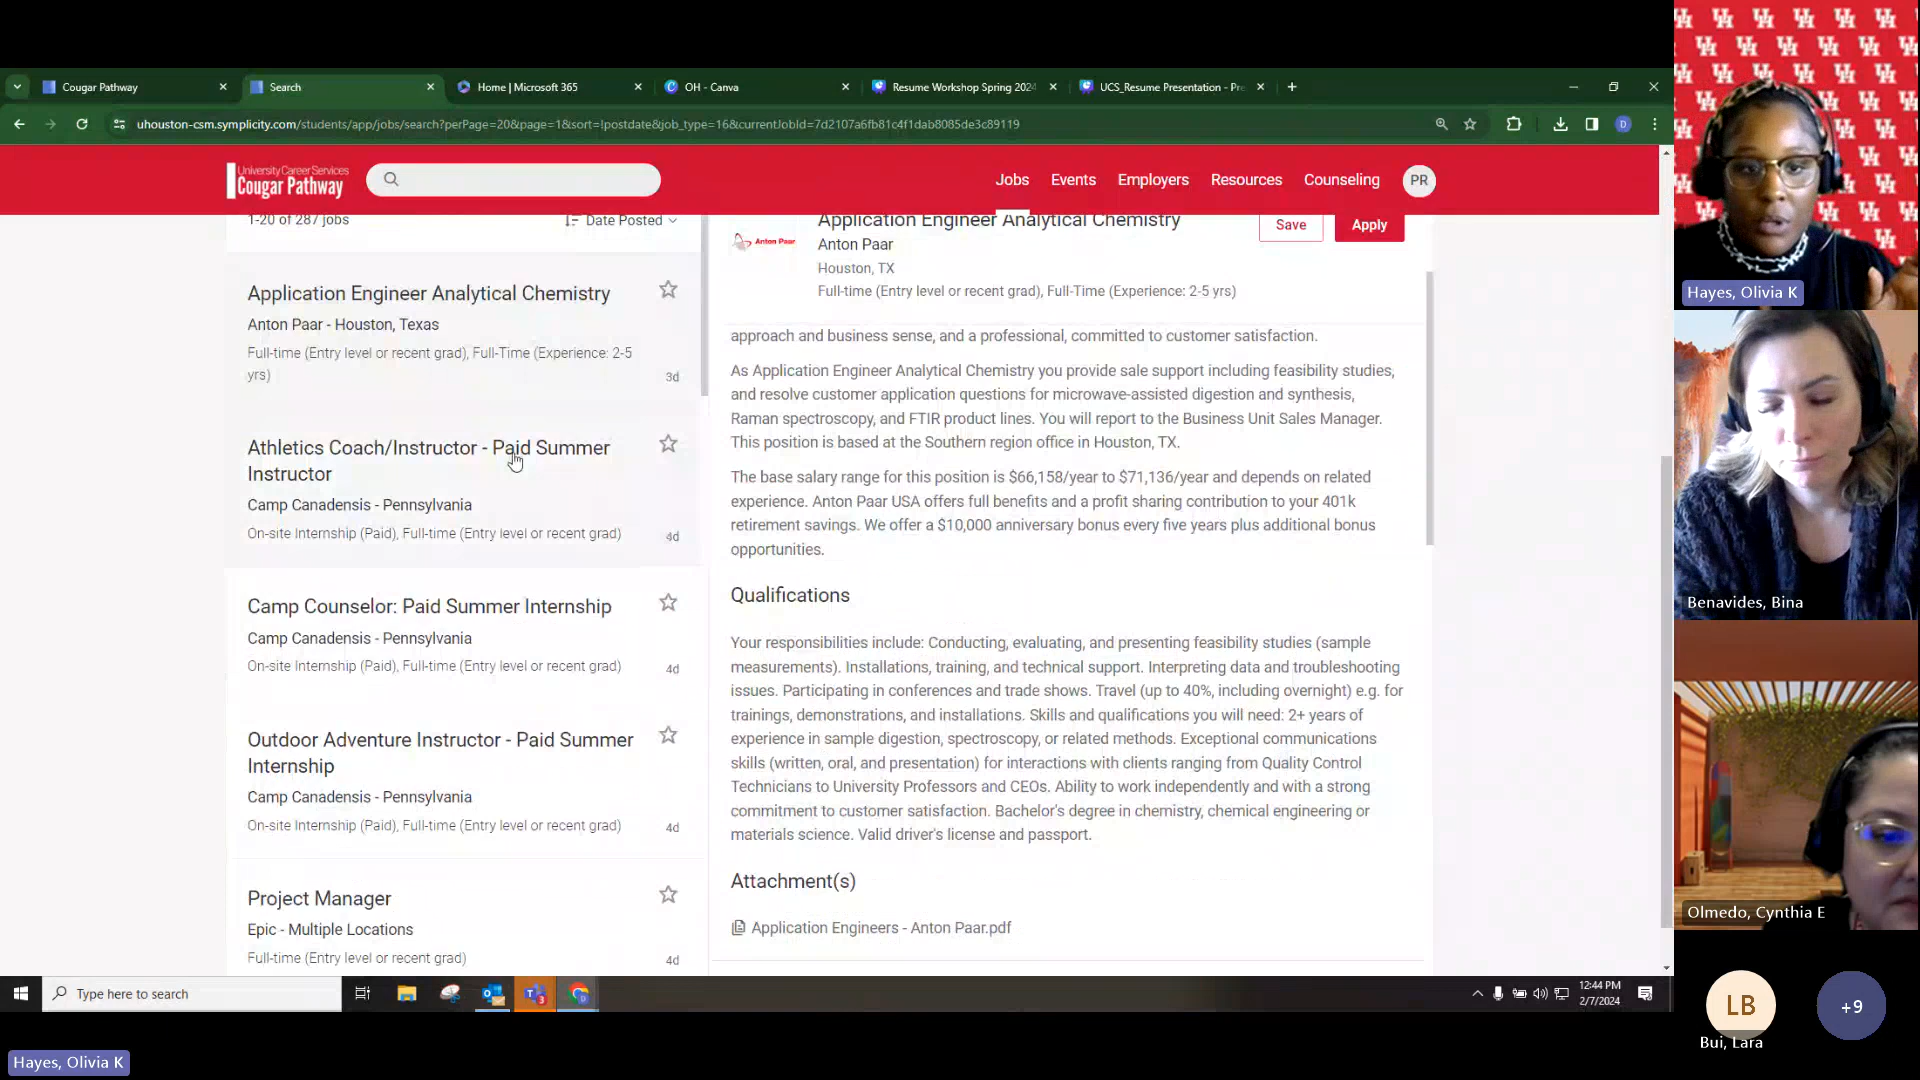 Cougar Pathway
Search
Home | Microsoft 365
OH - Canva
Resume Workshop Spring 2024
UCS_Resume Presentation - Pre
uhouston-csm.symplicity.com/students/app/jobs/search?perPage=20&page=1&sort=!postdate&job_type=16&currentJobId=7d2107a6fb81c4f1dab8085de3c89119
D
University Career Services
Cougar Pathway
Jobs
Events
Employers
Resources
Counseling
PR
1-20 of 287 jobs
Date Posted
Application Engineer Analytical Chemistry
Anton Paar - Houston, Texas
Full-time (Entry level or recent grad), Full-Time (Experience: 2-5
yrs)
3d
Athletics Coach/Instructor - Paid Summer
Instructor
Camp Canadensis - Pennsylvania
On-site Internship (Paid), Full-time (Entry level or recent grad)
4d
Camp Counselor: Paid Summer Internship
Camp Canadensis - Pennsylvania
On-site Internship (Paid), Full-time (Entry level or recent grad)
4d
Outdoor Adventure Instructor - Paid Summer
Internship
Camp Canadensis - Pennsylvania
On-site Internship (Paid), Full-time (Entry level or recent grad)
4d
Project Manager
Epic - Multiple Locations
Full-time (Entry level or recent grad)
4d
Anton Paar
Application Engineer Analytical Chemistry
Anton Paar
Houston, TX
Full-time (Entry level or recent grad), Full-Time (Experience: 2-5 yrs)
Save
Apply
approach and business sense, and a professional, committed to customer satisfaction.
As Application Engineer Analytical Chemistry you provide sale support including feasibility studies,
and resolve customer application questions for microwave-assisted digestion and synthesis,
Raman spectroscopy, and FTIR product lines. You will report to the Business Unit Sales Manager.
This position is based at the Southern region office in Houston, TX.
The base salary range for this position is $66,158/year to $71,136/year and depends on related
experience. Anton Paar USA offers full benefits and a profit sharing contribution to your 401k
retirement savings. We offer a $10,000 anniversary bonus every five years plus additional bonus
opportunities.
Qualifications
Your responsibilities include: Conducting, evaluating, and presenting feasibility studies (sample
measurements). Installations, training, and technical support. Interpreting data and troubleshooting
issues. Participating in conferences and trade shows. Travel (up to 40%, including overnight) e.g. for
trainings, demonstrations, and installations. Skills and qualifications you will need: 2+ years of
experience in sample digestion, spectroscopy, or related methods. Exceptional communications
skills (written, oral, and presentation) for interactions with clients ranging from Quality Control
Technicians to University Professors and CEOs. Ability to work independently and with a strong
commitment to customer satisfaction. Bachelor's degree in chemistry, chemical engineering or
materials science. Valid driver's license and passport.
Attachment(s)
Application Engineers - Anton Paar.pdf
Type here to search
12:44 PM
2/7/2024
Hayes, Olivia K
Hayes, Olivia K
Benavides, Bina
Olmedo, Cynthia E
LB
Bui, Lara
+9